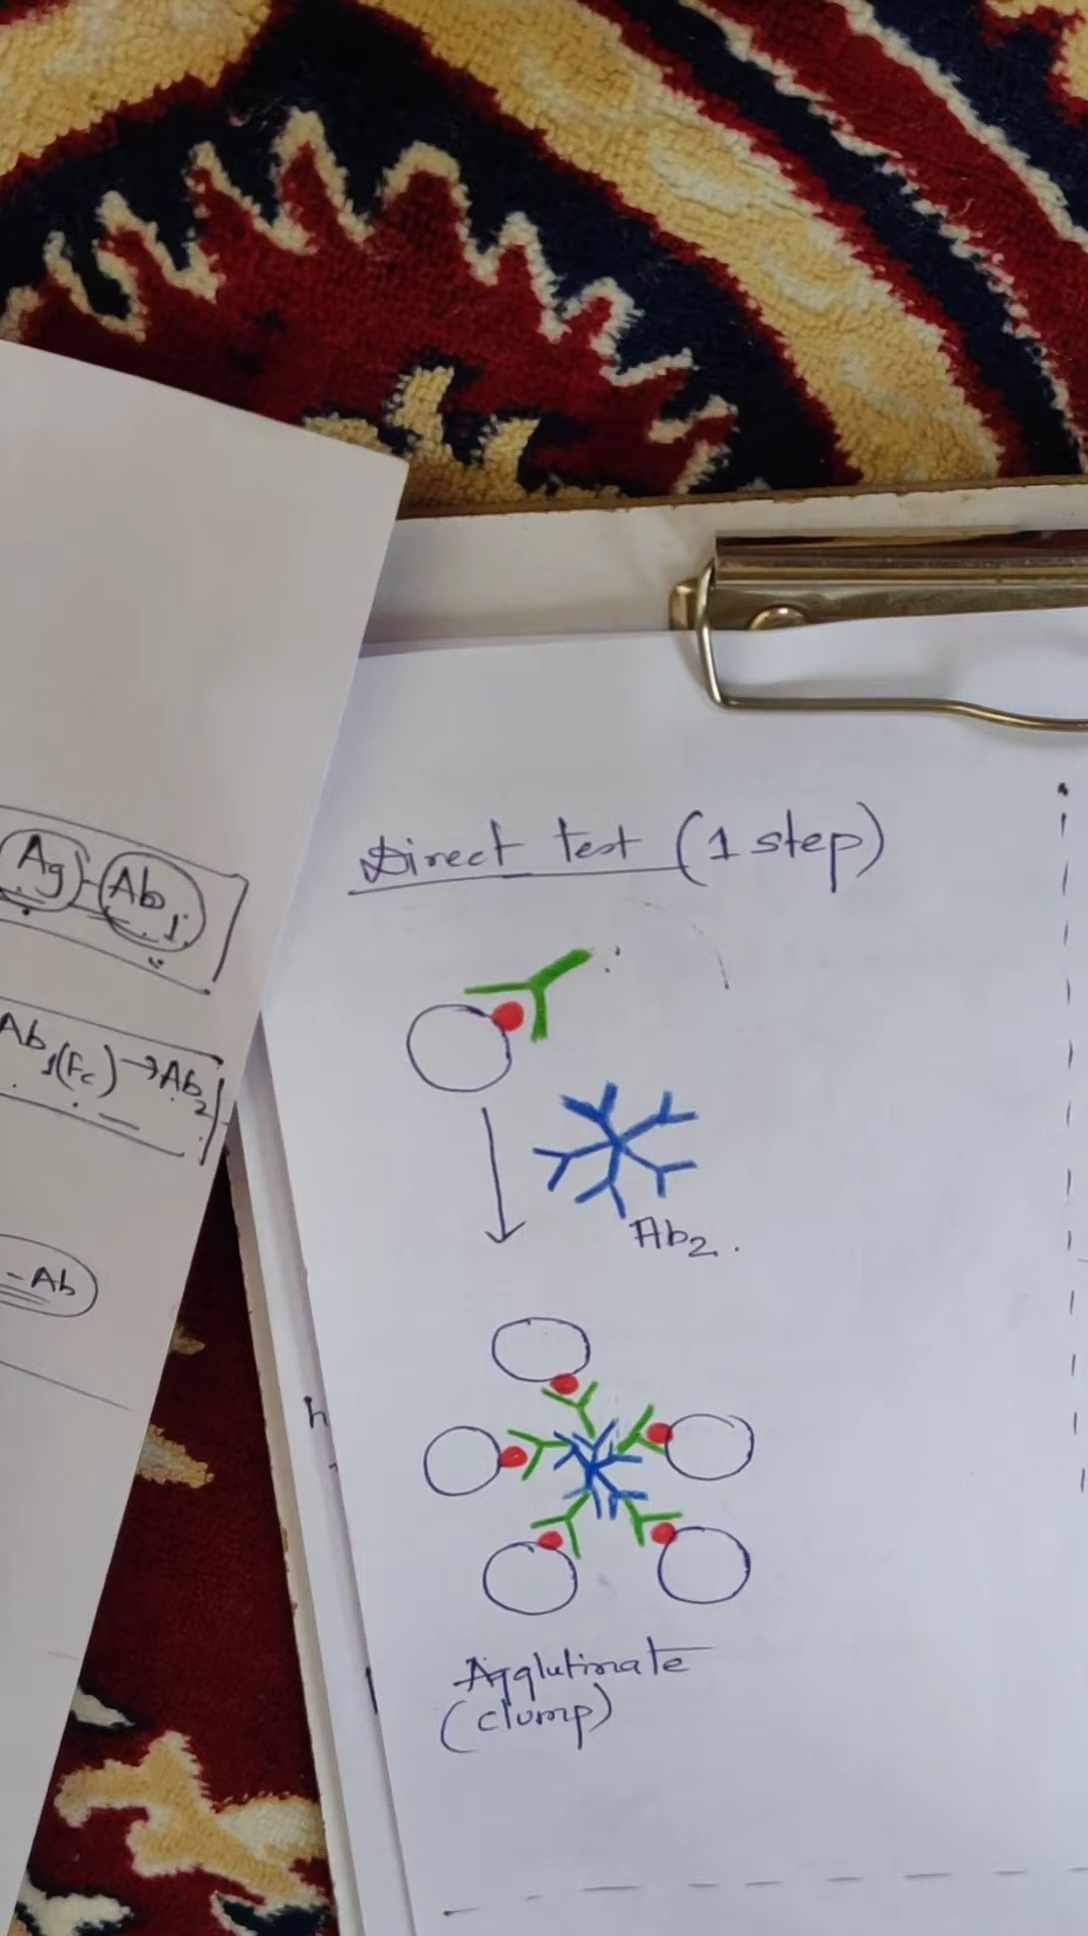 Ag - Ab1
Ab1(Fc) → Ab2
- Ab
Direct test (1 step)
Ab2.
h
Agglutinate
(clump)